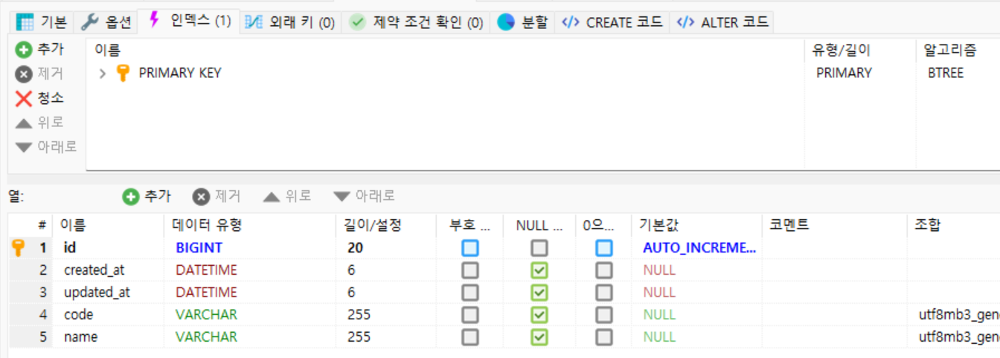 기본 옵션 인덱스 (1) 외래 키 (0) 제약 조건 확인 (0) 분할 </> CREATE 코드 </> ALTER 코드
추가 이름 유형/길이 알고리즘
제거 PRIMARY KEY PRIMARY BTREE
청소
위로
아래로
열: 추가 제거 위로 아래로
# 이름 데이터 유형 길이/설정 부호 ... NULL ... 0으... 기본값 코멘트 조합
1 id BIGINT 20 AUTO_INCREME...
2 created_at DATETIME 6 NULL
3 updated_at DATETIME 6 NULL
4 code VARCHAR 255 NULL utf8mb3_gen
5 name VARCHAR 255 NULL utf8mb3_gen